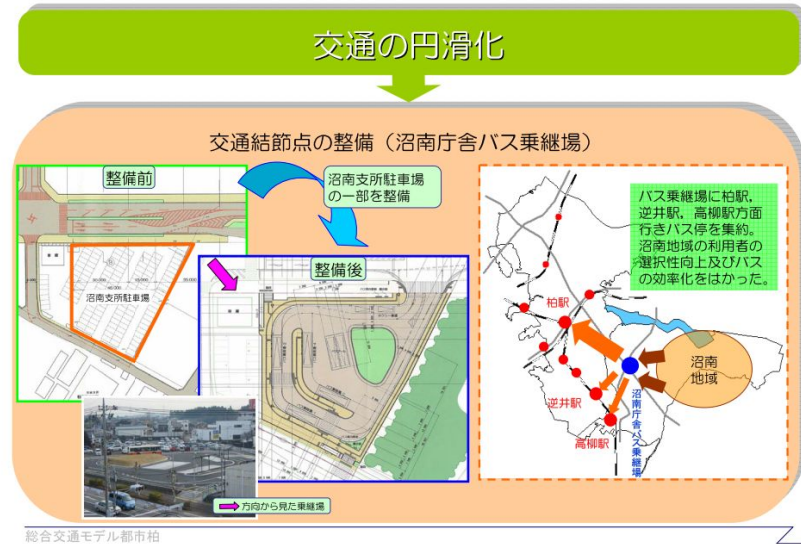 交通の円滑化
交通結節点の整備（沼南庁舎バス乗継場）
整備前
沼南支所駐車場
の一部を整備
沼南支所駐車場
整備後
方向から見た乗継場
バス乗継場に柏駅，
逆井駅，高柳駅方面
行きバス停を集約。
沼南地域の利用者の
選択性向上及びバス
の効率化をはかった。
柏駅
沼南
地域
逆井駅
高柳駅
沼南庁舎バス乗継場
総合交通モデル都市柏